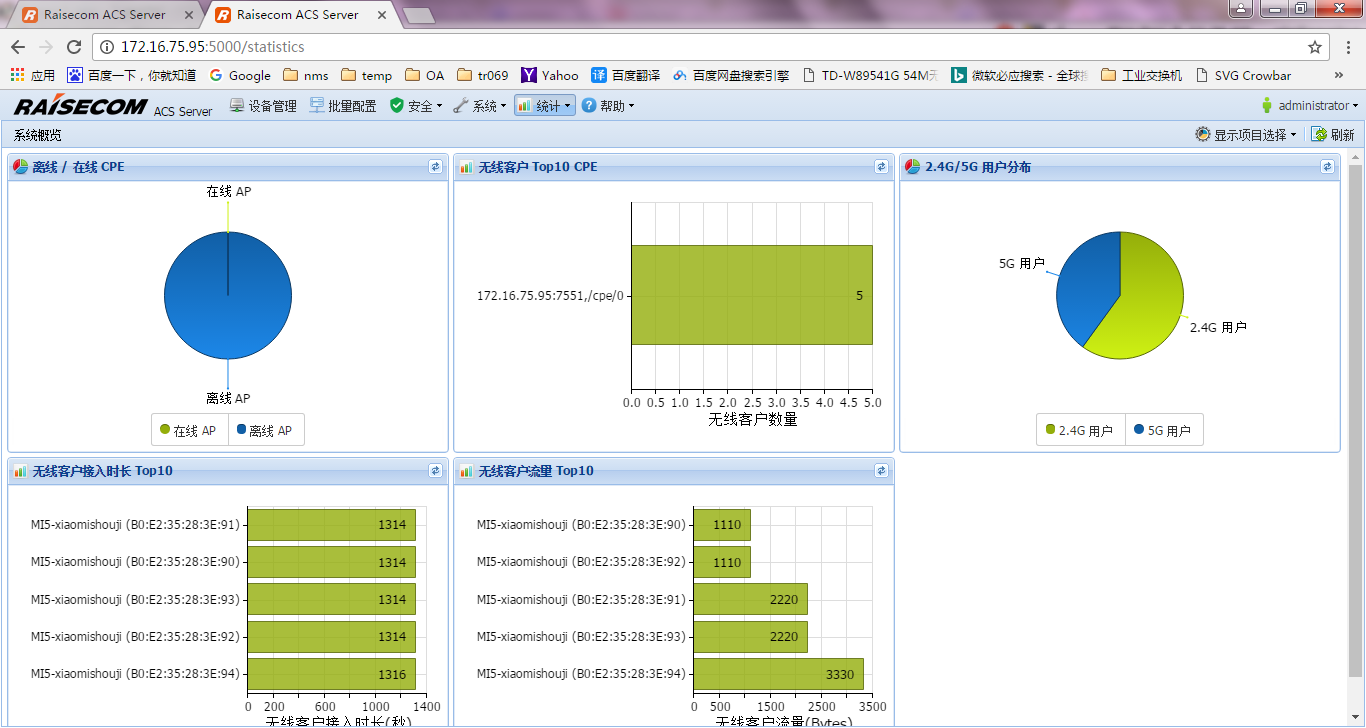 Raisecom ACS Server
Raisecom ACS Server
172.16.75.95:5000/statistics
应用 百度一下，你就知道 Google nms temp OA tr069 Yahoo 百度翻译 百度网盘搜索引擎 TD-W89541G 54M 微软必应搜索 - 全球 工业交换机 SVG Crowbar »
RAISECOM ACS Server 设备管理 批量配置 安全 系统 统计 帮助 administrator
系统概览 显示项目选择 刷新
离线 / 在线 CPE
在线 AP
离线 AP
在线 AP 离线 AP
无线客户 Top10 CPE
172.16.75.95:7551,/cpe/0 5
0.0 0.5 1.0 1.5 2.0 2.5 3.0 3.5 4.0 4.5 5.0
无线客户数量
2.4G/5G 用户分布
5G 用户
2.4G 用户
2.4G 用户 5G 用户
无线客户接入时长 Top10
MI5-xiaomishouji (B0:E2:35:28:3E:91) 1314
MI5-xiaomishouji (B0:E2:35:28:3E:90) 1314
MI5-xiaomishouji (B0:E2:35:28:3E:93) 1314
MI5-xiaomishouji (B0:E2:35:28:3E:92) 1314
MI5-xiaomishouji (B0:E2:35:28:3E:94) 1316
0 200 600 1000 1400
无线客户接入时长(秒)
无线客户流量 Top10
MI5-xiaomishouji (B0:E2:35:28:3E:90) 1110
MI5-xiaomishouji (B0:E2:35:28:3E:92) 1110
MI5-xiaomishouji (B0:E2:35:28:3E:91) 2220
MI5-xiaomishouji (B0:E2:35:28:3E:93) 2220
MI5-xiaomishouji (B0:E2:35:28:3E:94) 3330
0 500 1500 2500 3500
无线客户流量(Bytes)